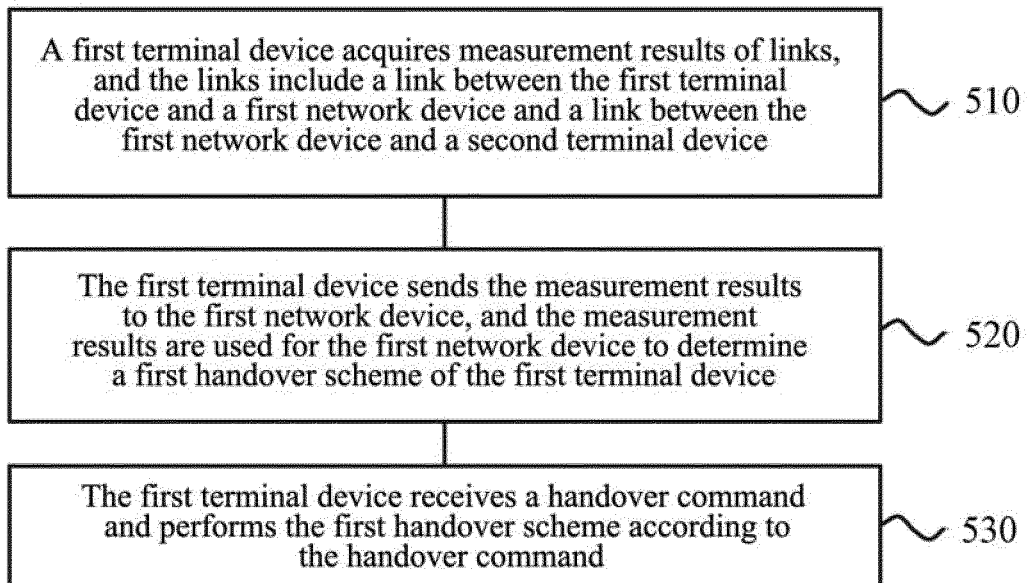 A first terminal device acquires measurement results of links,
and the links include a link between the first terminal
device and a first network device and a link between the
first network device and a second terminal device
510
The first terminal device sends the measurement results
to the first network device, and the measurement
results are used for the first network device to determine
a first handover scheme of the first terminal device
520
The first terminal device receives a handover command
and performs the first handover scheme according to
the handover command
530